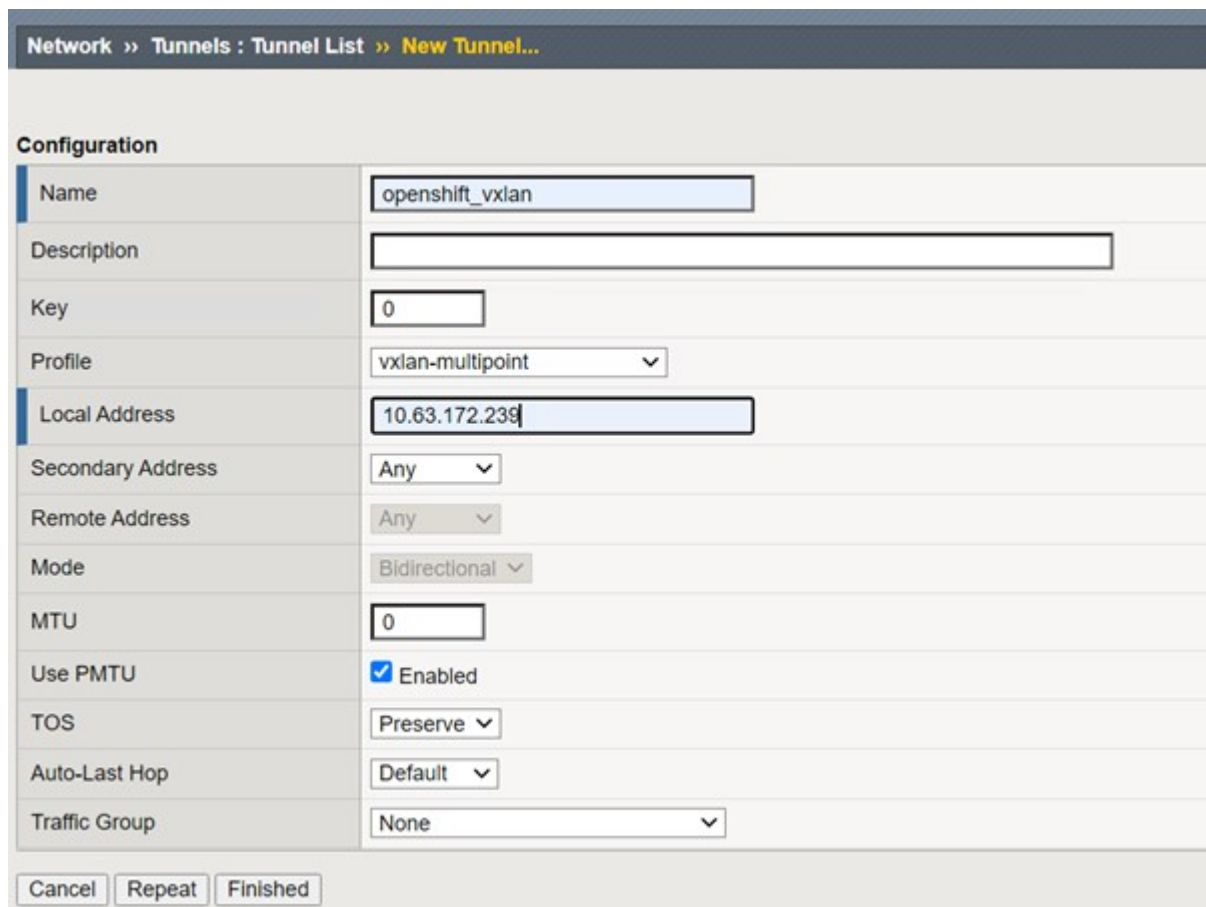 Network ›› Tunnels : Tunnel List ›› New Tunnel...
Configuration
Name openshift_vxlan
Description
Key 0
Profile vxlan-multipoint
Local Address 10.63.172.239
Secondary Address Any
Remote Address Any
Mode Bidirectional
MTU 0
Use PMTU Enabled
TOS Preserve
Auto-Last Hop Default
Traffic Group None
Cancel Repeat Finished